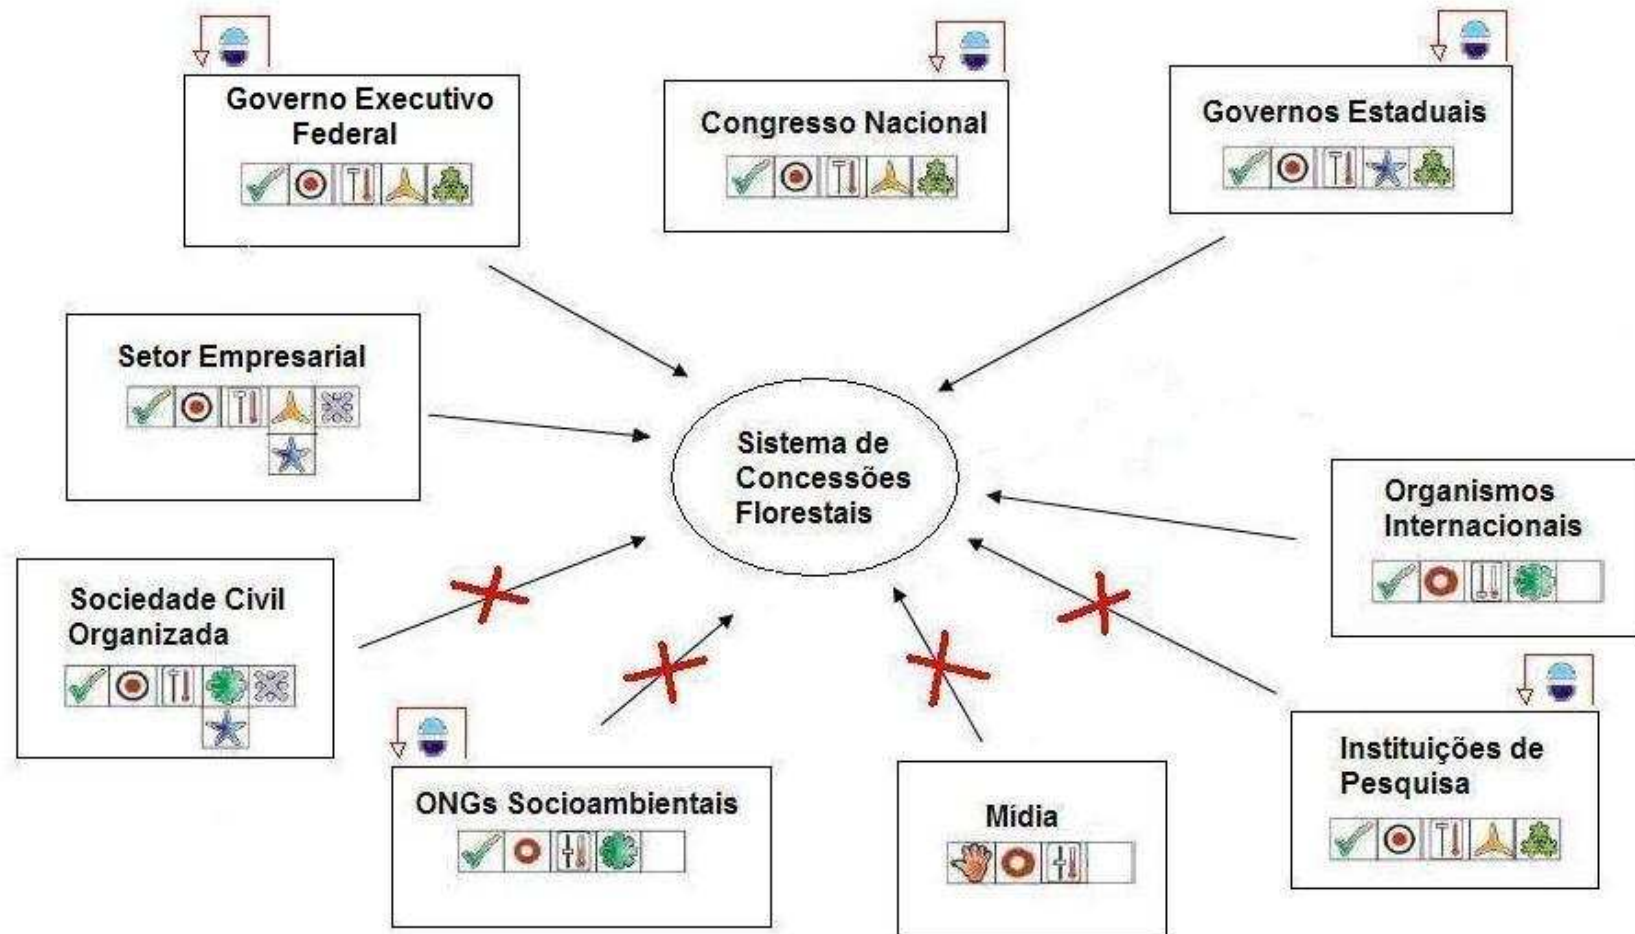 Governo Executivo
Federal
Congresso Nacional
Governos Estaduais
Setor Empresarial
Sistema de
Concessões
Florestais
Organismos
Internacionais
Sociedade Civil
Organizada
ONGs Socioambientais
Mídia
Instituições de
Pesquisa